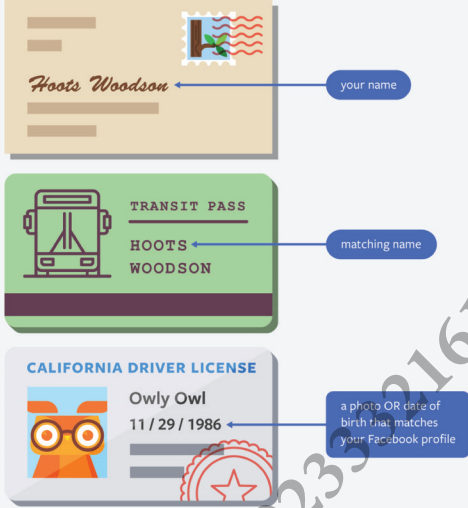 Hoots Woodson
your name
TRANSIT PASS
HOOTS
WOODSON
matching name
CALIFORNIA DRIVER LICENSE
Owly Owl
11 / 29 / 1986
a photo OR date of
birth that matches
your Facebook profile